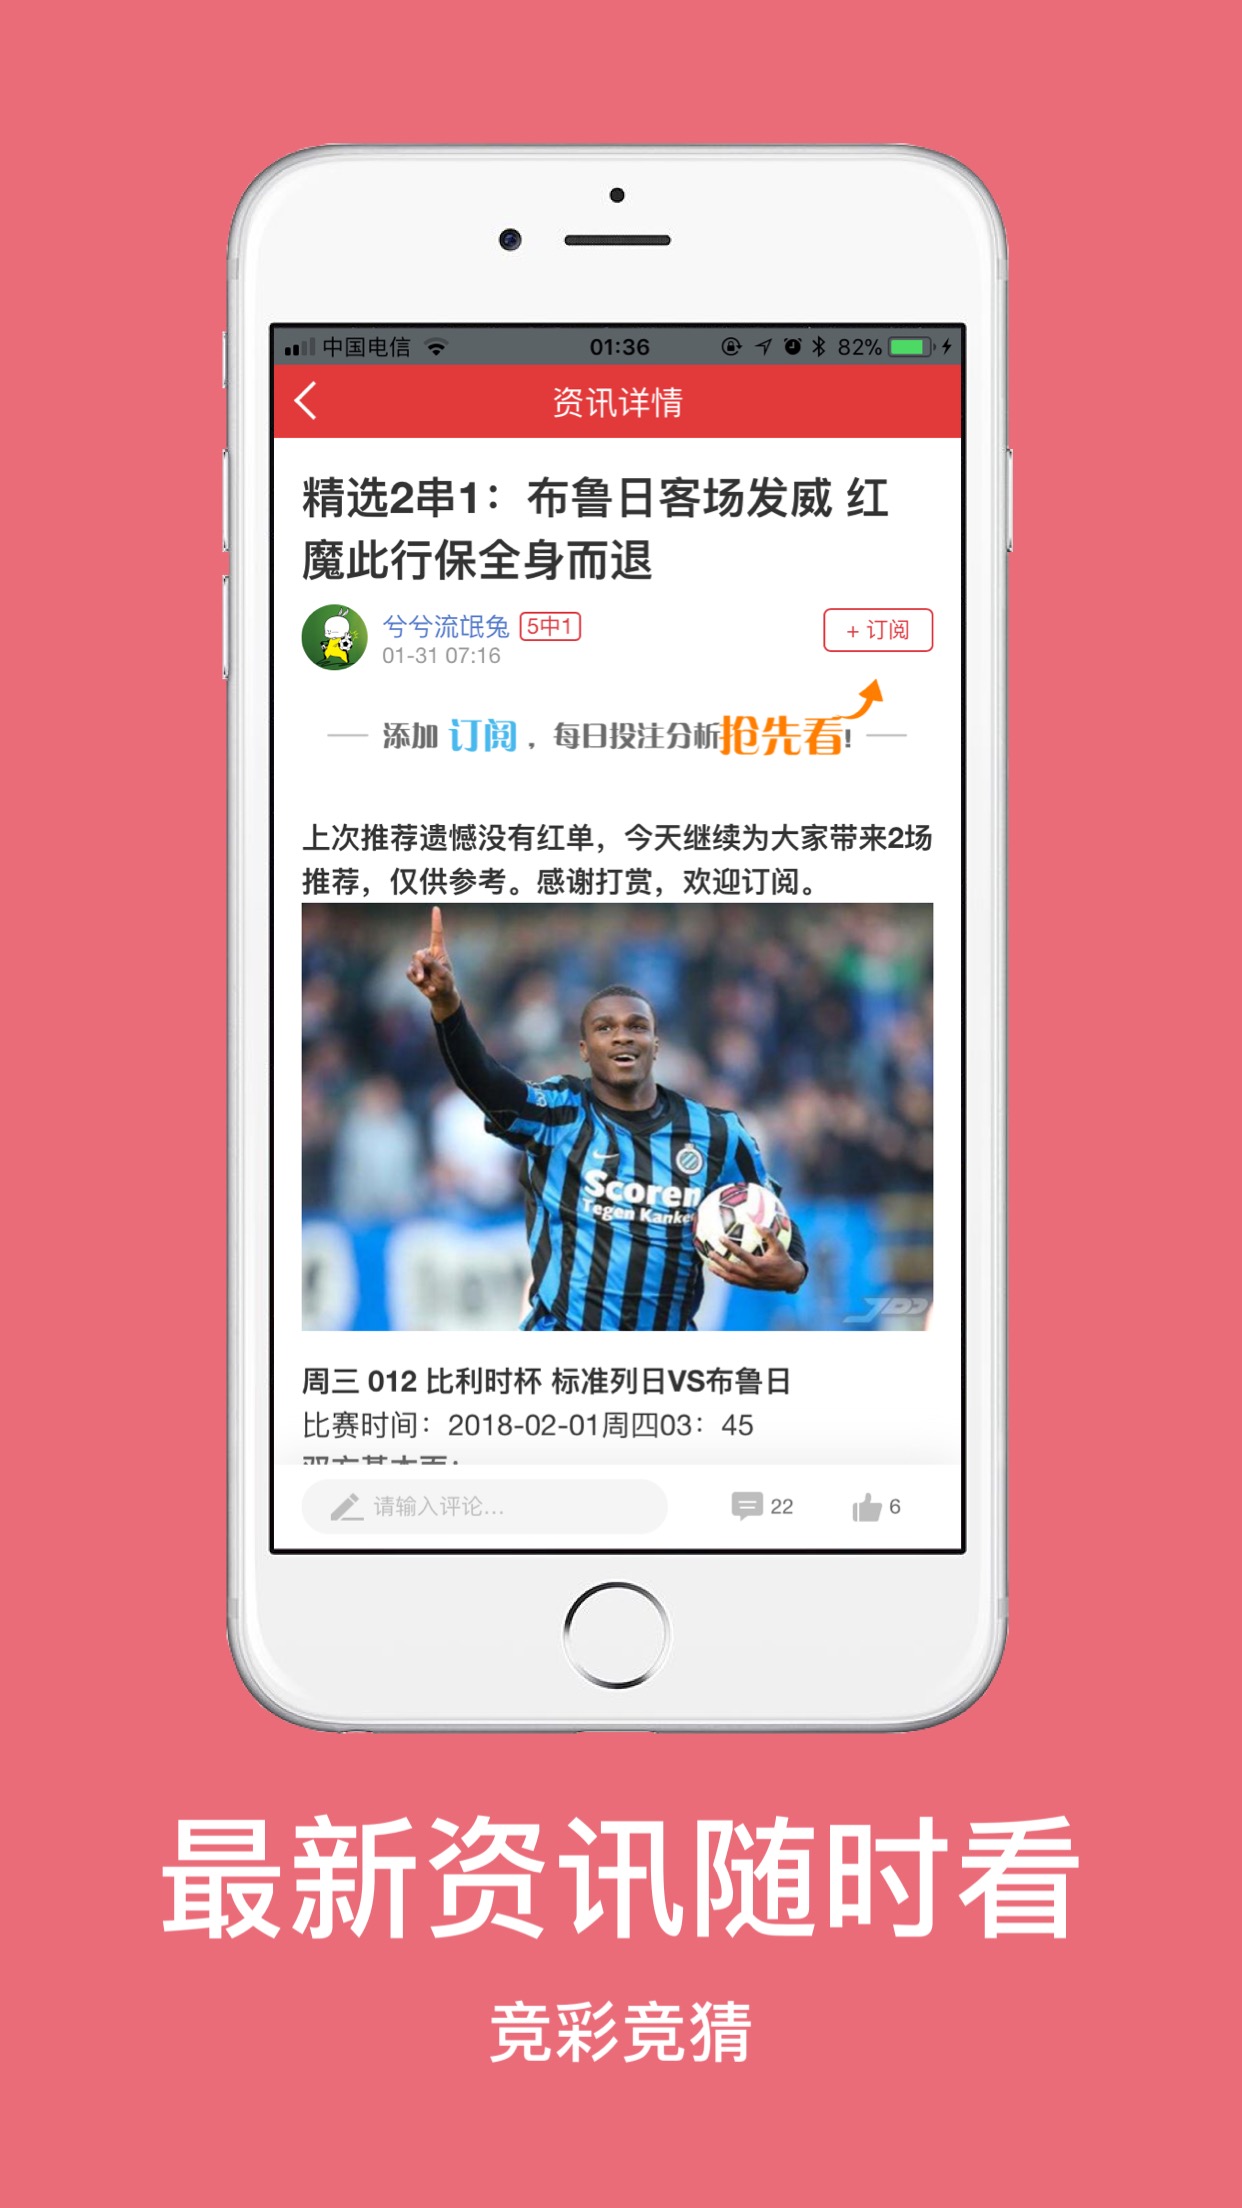 中国电信 01:36 82%
资讯详情
精选2串1：布鲁日客场发威 红
魔此行保全身而退
兮兮流氓兔 5中1
+ 订阅
01-31 07:16
添加 订阅，每日投注分析抢先看!
上次推荐遗憾没有红单，今天继续为大家带来2场
推荐，仅供参考。感谢打赏，欢迎订阅。
Scoren
Tegen Kanke
周三 012 比利时杯 标准列日VS布鲁日
比赛时间：2018-02-01周四03：45
双方基本面：
请输入评论... 22 6
最新资讯随时看
竞彩竞猜